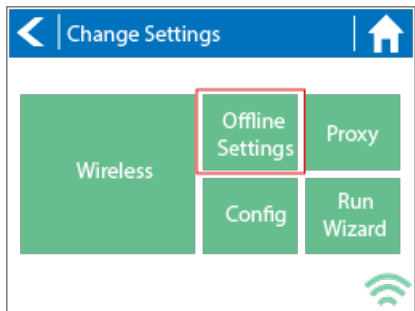 Change Settings
Wireless
Offline
Settings
Proxy
Config
Run
Wizard